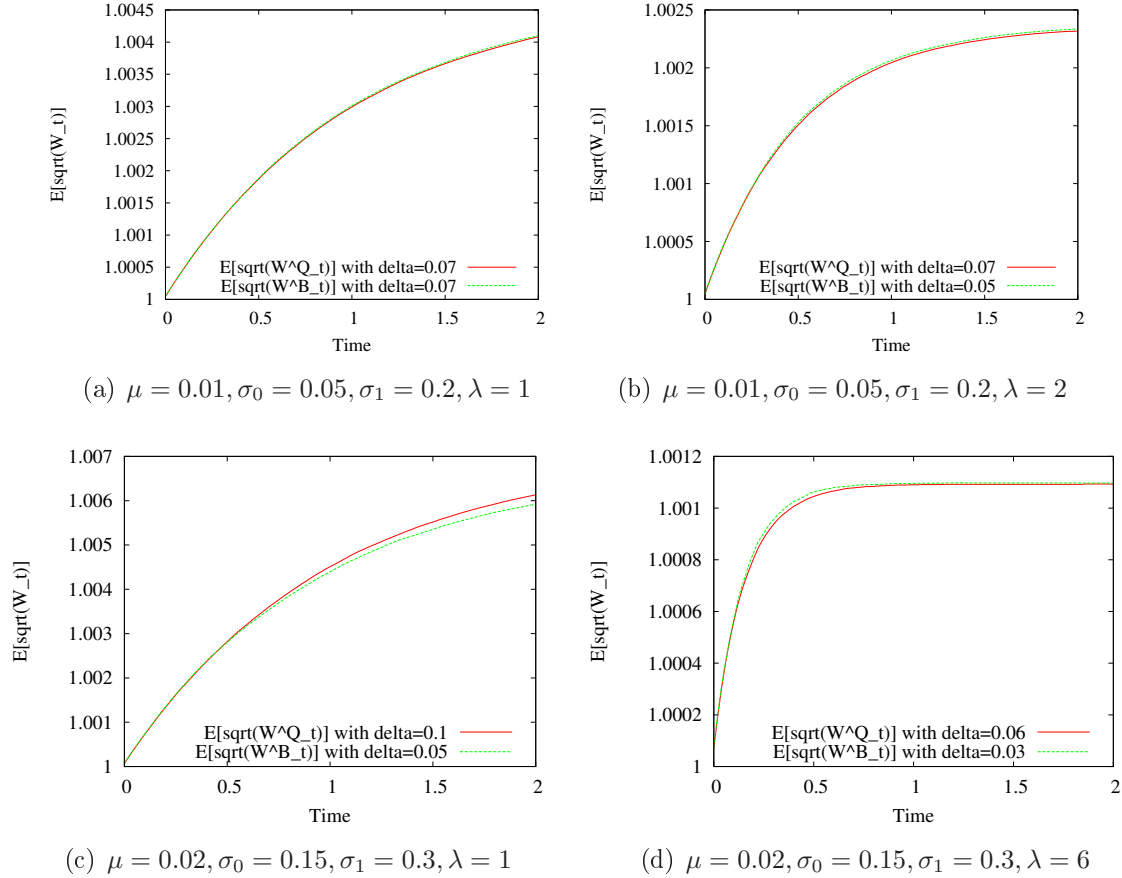 1.0045
1.004
1.0035
1.003
1.0025
1.002
1.0015
1.001
1.0005
1
E[sqrt(W_t)]
E[sqrt(W^Q_t)] with delta=0.07
E[sqrt(W^B_t)] with delta=0.07
0 0.5 1 1.5 2
Time
(a) μ = 0.01, σ₀ = 0.05, σ₁ = 0.2, λ = 1
1.0025
1.002
1.0015
1.001
1.0005
1
E[sqrt(W_t)]
E[sqrt(W^Q_t)] with delta=0.07
E[sqrt(W^B_t)] with delta=0.05
0 0.5 1 1.5 2
Time
(b) μ = 0.01, σ₀ = 0.05, σ₁ = 0.2, λ = 2
1.007
1.006
1.005
1.004
1.003
1.002
1.001
1
E[sqrt(W_t)]
E[sqrt(W^Q_t)] with delta=0.1
E[sqrt(W^B_t)] with delta=0.05
0 0.5 1 1.5 2
Time
(c) μ = 0.02, σ₀ = 0.15, σ₁ = 0.3, λ = 1
1.0012
1.001
1.0008
1.0006
1.0004
1.0002
1
E[sqrt(W_t)]
E[sqrt(W^Q_t)] with delta=0.06
E[sqrt(W^B_t)] with delta=0.03
0 0.5 1 1.5 2
Time
(d) μ = 0.02, σ₀ = 0.15, σ₁ = 0.3, λ = 6